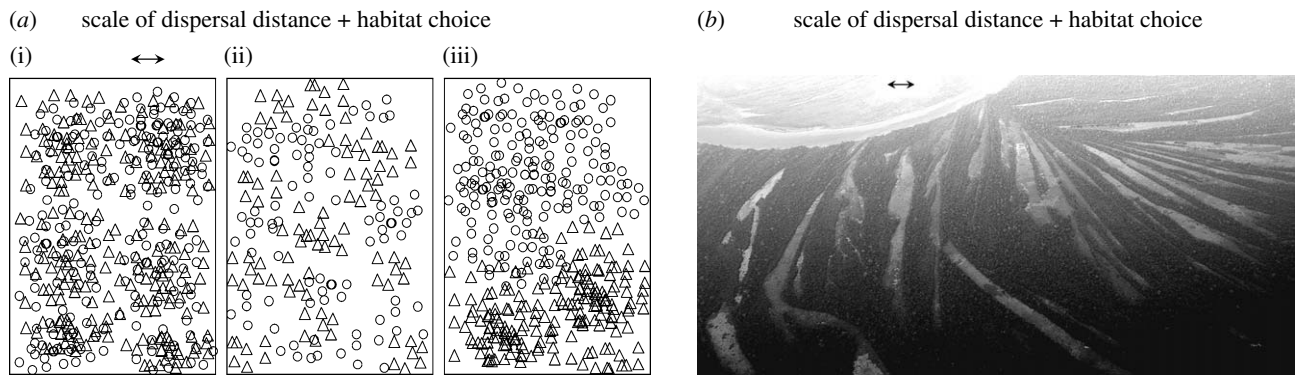 (a) scale of dispersal distance + habitat choice
(i) (ii) (iii)
(b) scale of dispersal distance + habitat choice